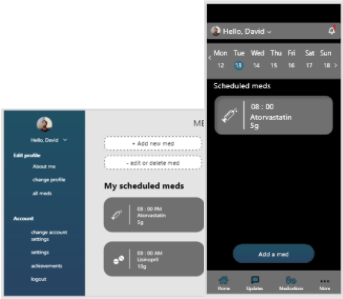 Hello, David
Mon Tue Wed Thu Fri Sat Sun
12 13 14 15 16 17 18
Scheduled meds
08 : 00
Atorvastatin
5g
Add a med
Home Updates Medications More
Hello, David
Edit profile
About me
change profile
all meds
Account
change account
settings
settings
achievements
logout
ME
+ Add new med
- edit or delete med
My scheduled meds
08 : 00 PM
Atorvastatin
5g
09 : 00 AM
Lisinopril
10g